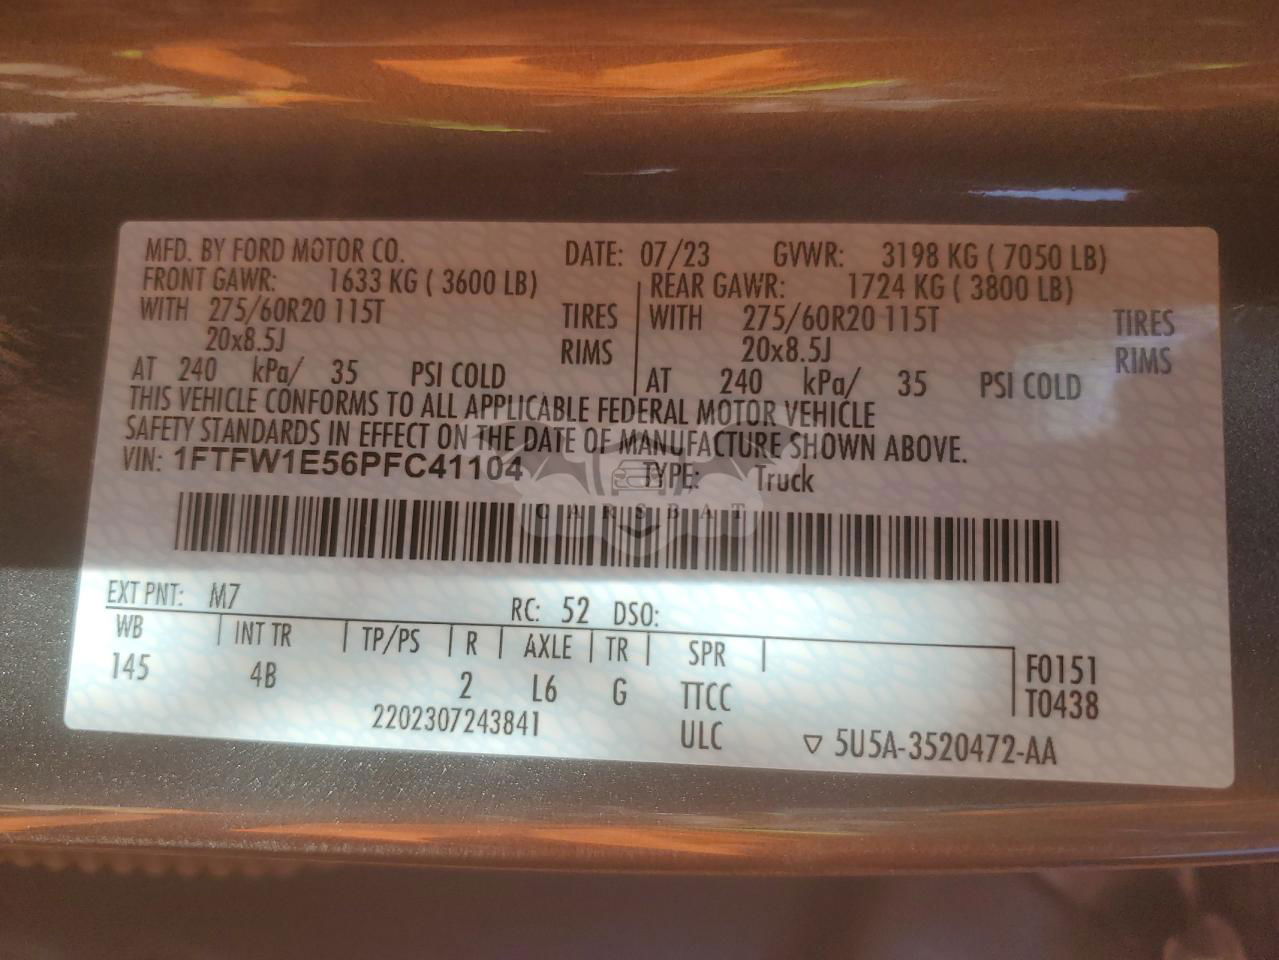 MFD. BY FORD MOTOR CO. DATE: 07/23 GVWR: 3198 KG ( 7050 LB)
FRONT GAWR: 1633 KG ( 3600 LB) REAR GAWR: 1724 KG ( 3800 LB)
WITH 275/60R20 115T TIRES WITH 275/60R20 115T TIRES
20x8.5J RIMS 20x8.5J RIMS
AT 240 kPa/ 35 PSI COLD AT 240 kPa/ 35 PSI COLD
THIS VEHICLE CONFORMS TO ALL APPLICABLE FEDERAL MOTOR VEHICLE
SAFETY STANDARDS IN EFFECT ON THE DATE OF MANUFACTURE SHOWN ABOVE.
VIN: 1FTFW1E56PFC41104 TYPE: Truck
CARSBAT
EXT PNT: M7 RC: 52 DSO:
WB INT TR TP/PS R AXLE TR SPR
145 4B 2 L6 G TTCC
F0151
T0438
2202307243841 ULC ▽ 5U5A-3520472-AA